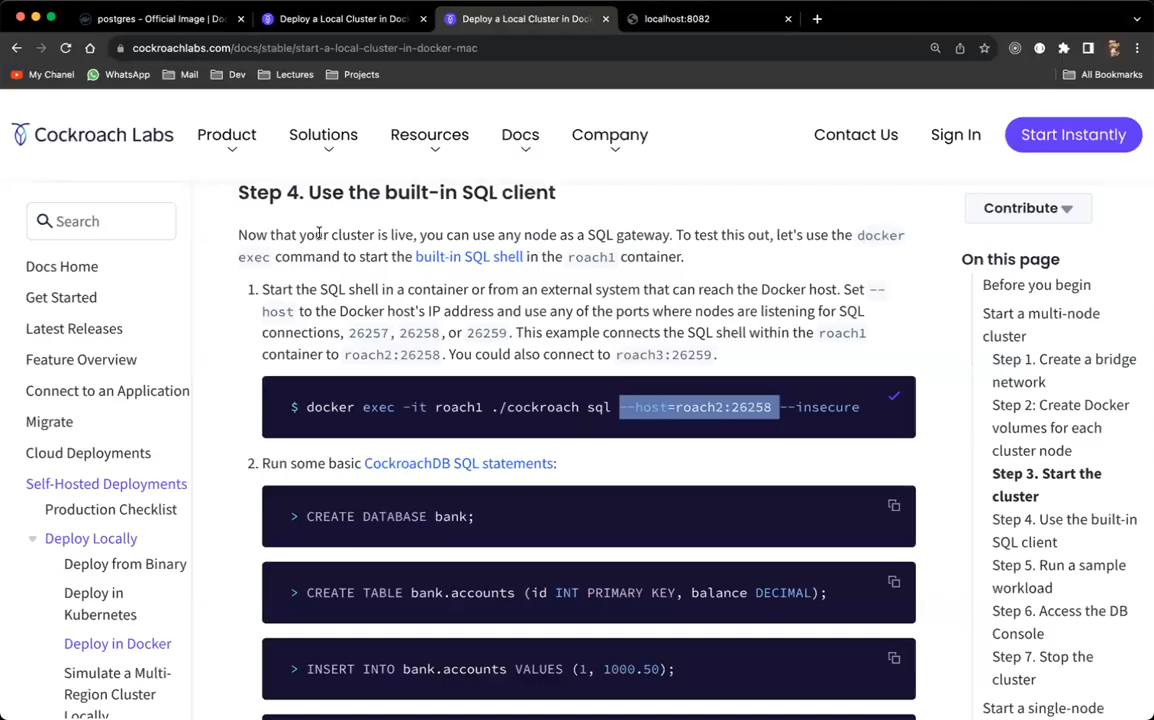 postgres - Official Image | Do
Deploy a Local Cluster in Dock
Deploy a Local Cluster in Dock
localhost:8082
cockroachlabs.com/docs/stable/start-a-local-cluster-in-docker-mac
My Chanel
WhatsApp
Mail
Dev
Lectures
Projects
All Bookmarks
Cockroach Labs
Product
Solutions
Resources
Docs
Company
Contact Us
Sign In
Start Instantly
Search
Docs Home
Get Started
Latest Releases
Feature Overview
Connect to an Application
Migrate
Cloud Deployments
Self-Hosted Deployments
Production Checklist
Deploy Locally
Deploy from Binary
Deploy in
Kubernetes
Deploy in Docker
Simulate a Multi-
Region Cluster
Locally
Step 4. Use the built-in SQL client
Now that your cluster is live, you can use any node as a SQL gateway. To test this out, let's use the docker
exec command to start the built-in SQL shell in the roach1 container.
1. Start the SQL shell in a container or from an external system that can reach the Docker host. Set --
host to the Docker host's IP address and use any of the ports where nodes are listening for SQL
connections, 26257, 26258, or 26259. This example connects the SQL shell within the roach1
container to roach2:26258. You could also connect to roach3:26259.
$ docker exec -it roach1 ./cockroach sql --host=roach2:26258 --insecure
2. Run some basic CockroachDB SQL statements:
> CREATE DATABASE bank;
> CREATE TABLE bank.accounts (id INT PRIMARY KEY, balance DECIMAL);
> INSERT INTO bank.accounts VALUES (1, 1000.50);
Contribute
On this page
Before you begin
Start a multi-node
cluster
Step 1. Create a bridge
network
Step 2: Create Docker
volumes for each
cluster node
Step 3. Start the
cluster
Step 4. Use the built-in
SQL client
Step 5. Run a sample
workload
Step 6. Access the DB
Console
Step 7. Stop the
cluster
Start a single-node